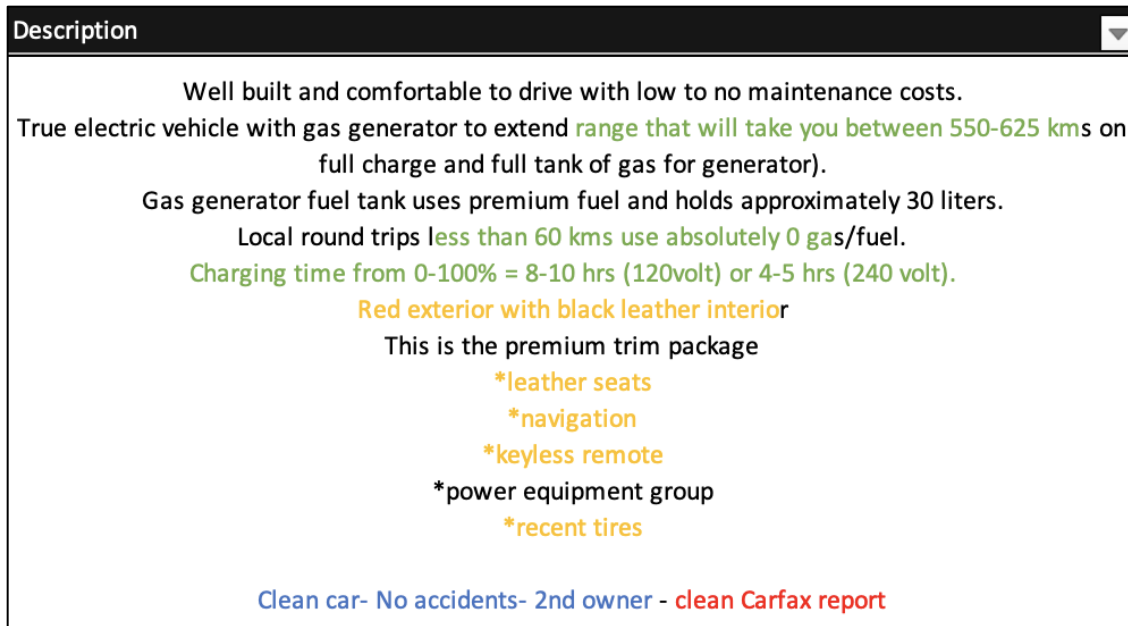 Description
Well built and comfortable to drive with low to no maintenance costs.
True electric vehicle with gas generator to extend range that will take you between 550-625 kms on
full charge and full tank of gas for generator).
Gas generator fuel tank uses premium fuel and holds approximately 30 liters.
Local round trips less than 60 kms use absolutely 0 gas/fuel.
Charging time from 0-100% = 8-10 hrs (120volt) or 4-5 hrs (240 volt).
Red exterior with black leather interior
This is the premium trim package
*leather seats
*navigation
*keyless remote
*power equipment group
*recent tires
Clean car- No accidents- 2nd owner - clean Carfax report